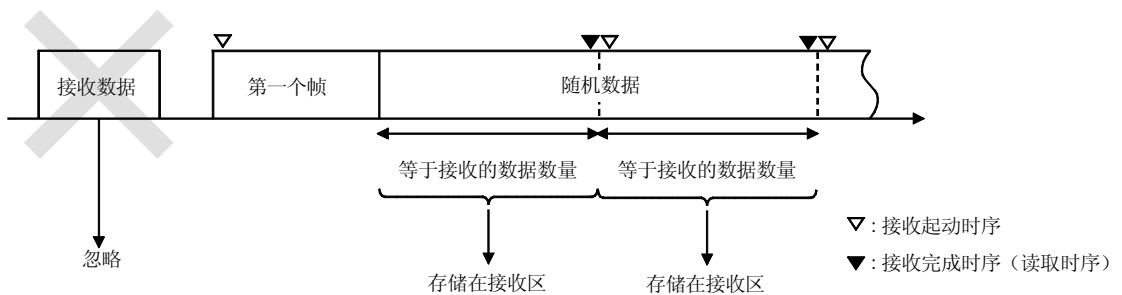 接收数据
第一个帧
随机数据
等于接收的数据数量
等于接收的数据数量
忽略
存储在接收区
存储在接收区
▽: 接收起动时序
▼: 接收完成时序（读取时序）